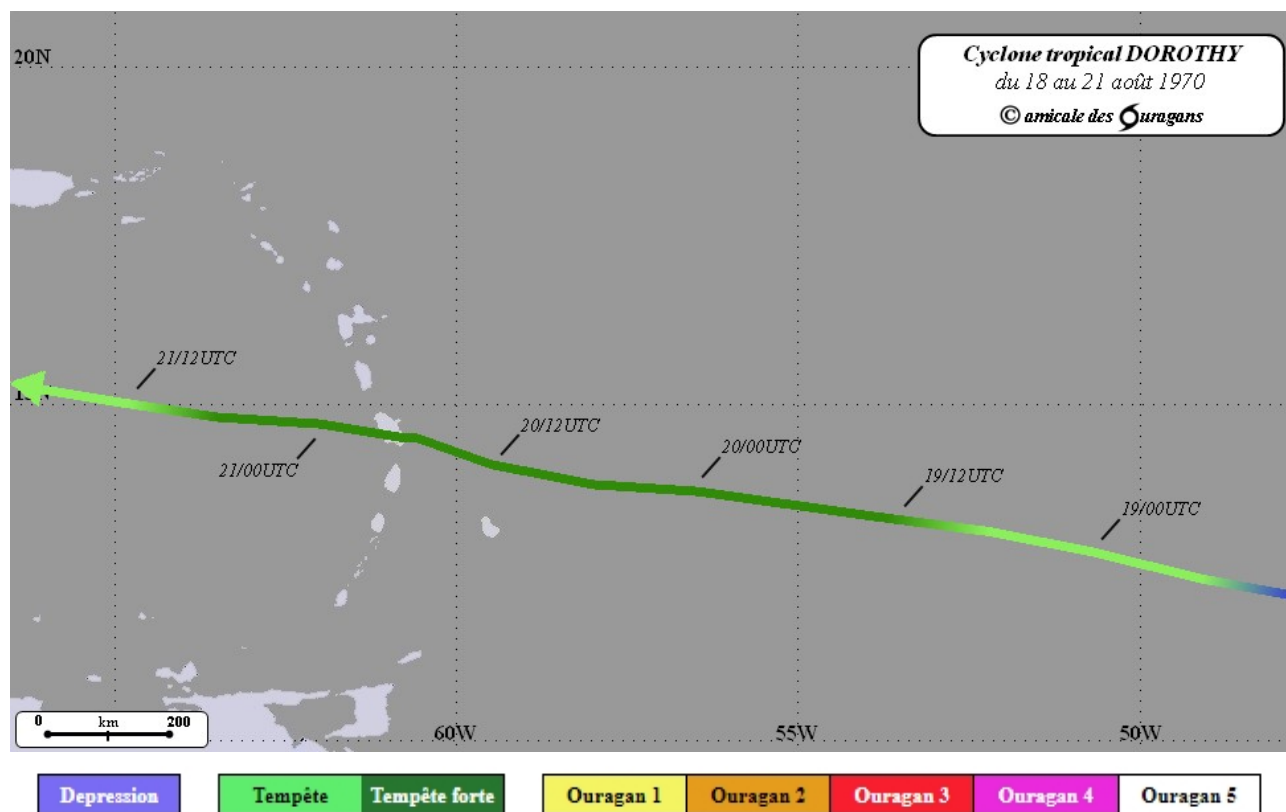 20N
Cyclone tropical DOROTHY
du 18 au 21 août 1970
© amicale des Ouragans
21/12UTC
15N
21/00UTC
20/12UTC
20/00UTC
19/12UTC
19/00UTC
0 km 200
60W 55W 50W
Depression Tempête Tempête forte Ouragan 1 Ouragan 2 Ouragan 3 Ouragan 4 Ouragan 5